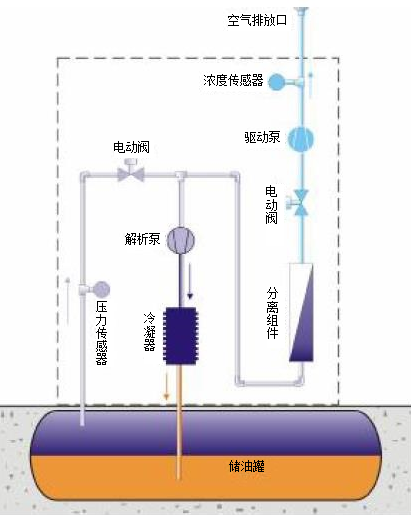 空气排放口
浓度传感器
驱动泵
电动阀
电动阀
解析泵
分离组件
冷凝器
压力传感器
储油罐